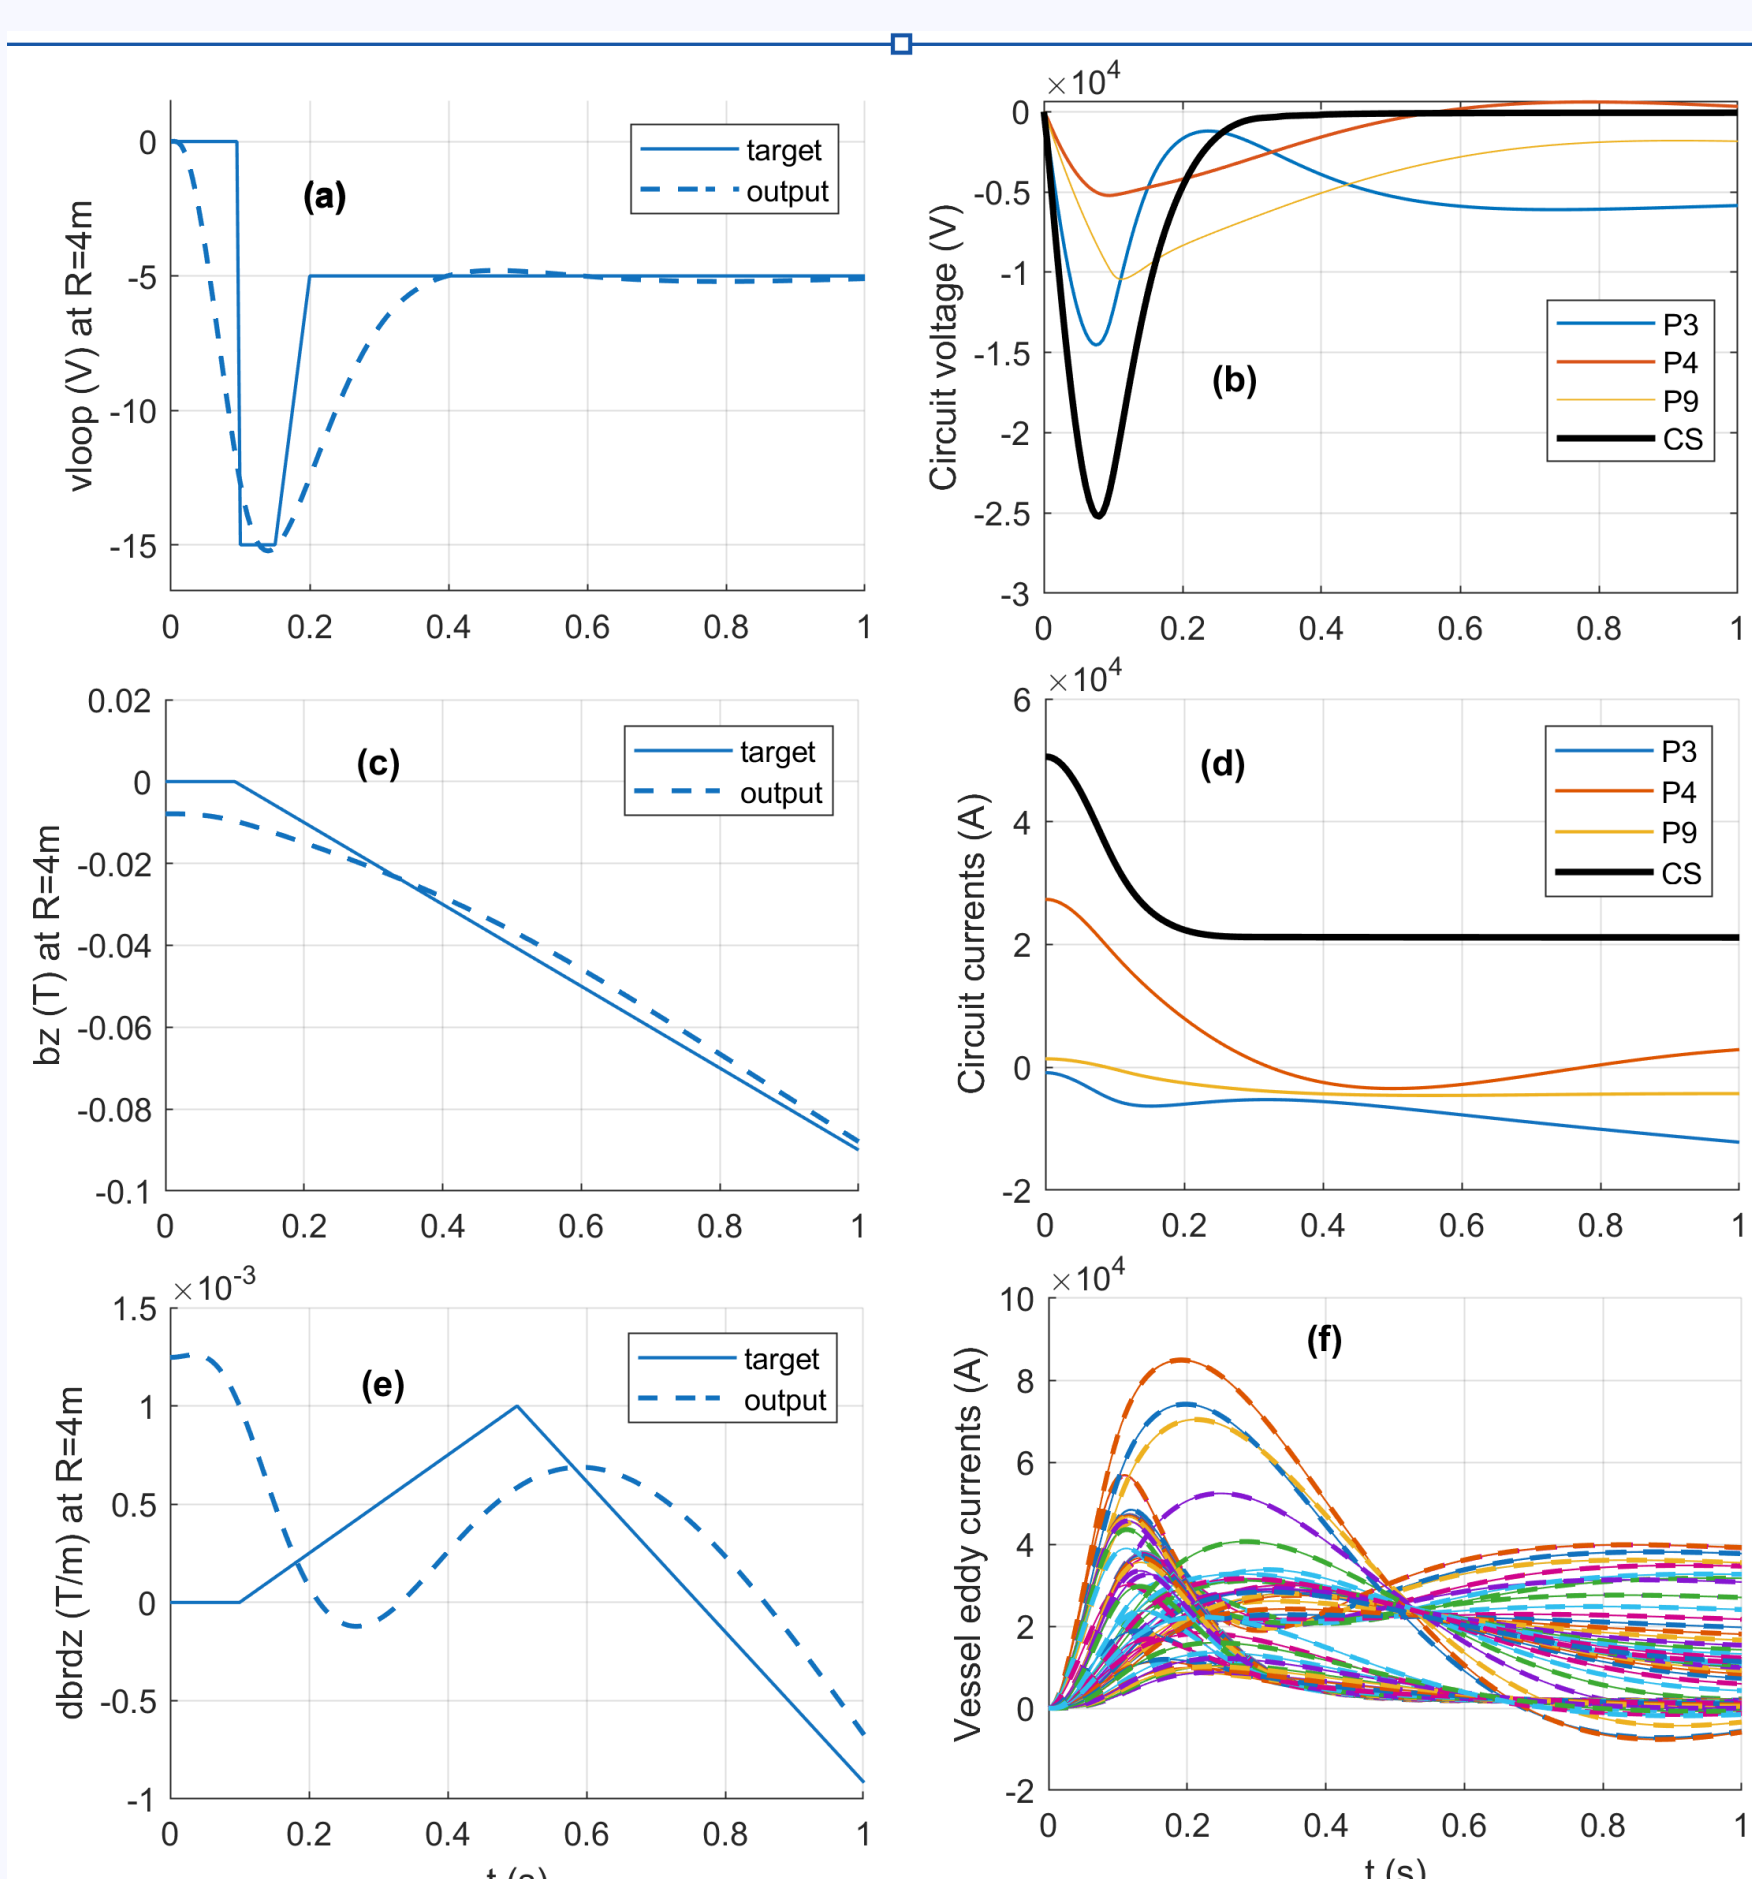 ×10⁴
0
-5
-10
-15
vloop (V) at R=4m
(a)
target
output
0 0.2 0.4 0.6 0.8 1
0
-0.5
-1
-1.5
-2
-2.5
-3
Circuit voltage (V)
(b)
P3
P4
P9
CS
0 0.2 0.4 0.6 0.8 1
0.02
0
-0.02
-0.04
-0.06
-0.08
-0.1
bz (T) at R=4m
(c)
target
output
0 0.2 0.4 0.6 0.8 1
×10⁴
6
4
2
0
-2
Circuit currents (A)
(d)
P3
P4
P9
CS
0 0.2 0.4 0.6 0.8 1
×10⁻³
1.5
1
0.5
0
-0.5
-1
dbrdz (T/m) at R=4m
(e)
target
output
0 0.2 0.4 0.6 0.8 1
t (s)
×10⁴
10
8
6
4
2
0
-2
Vessel eddy currents (A)
(f)
0 0.2 0.4 0.6 0.8 1
t (s)